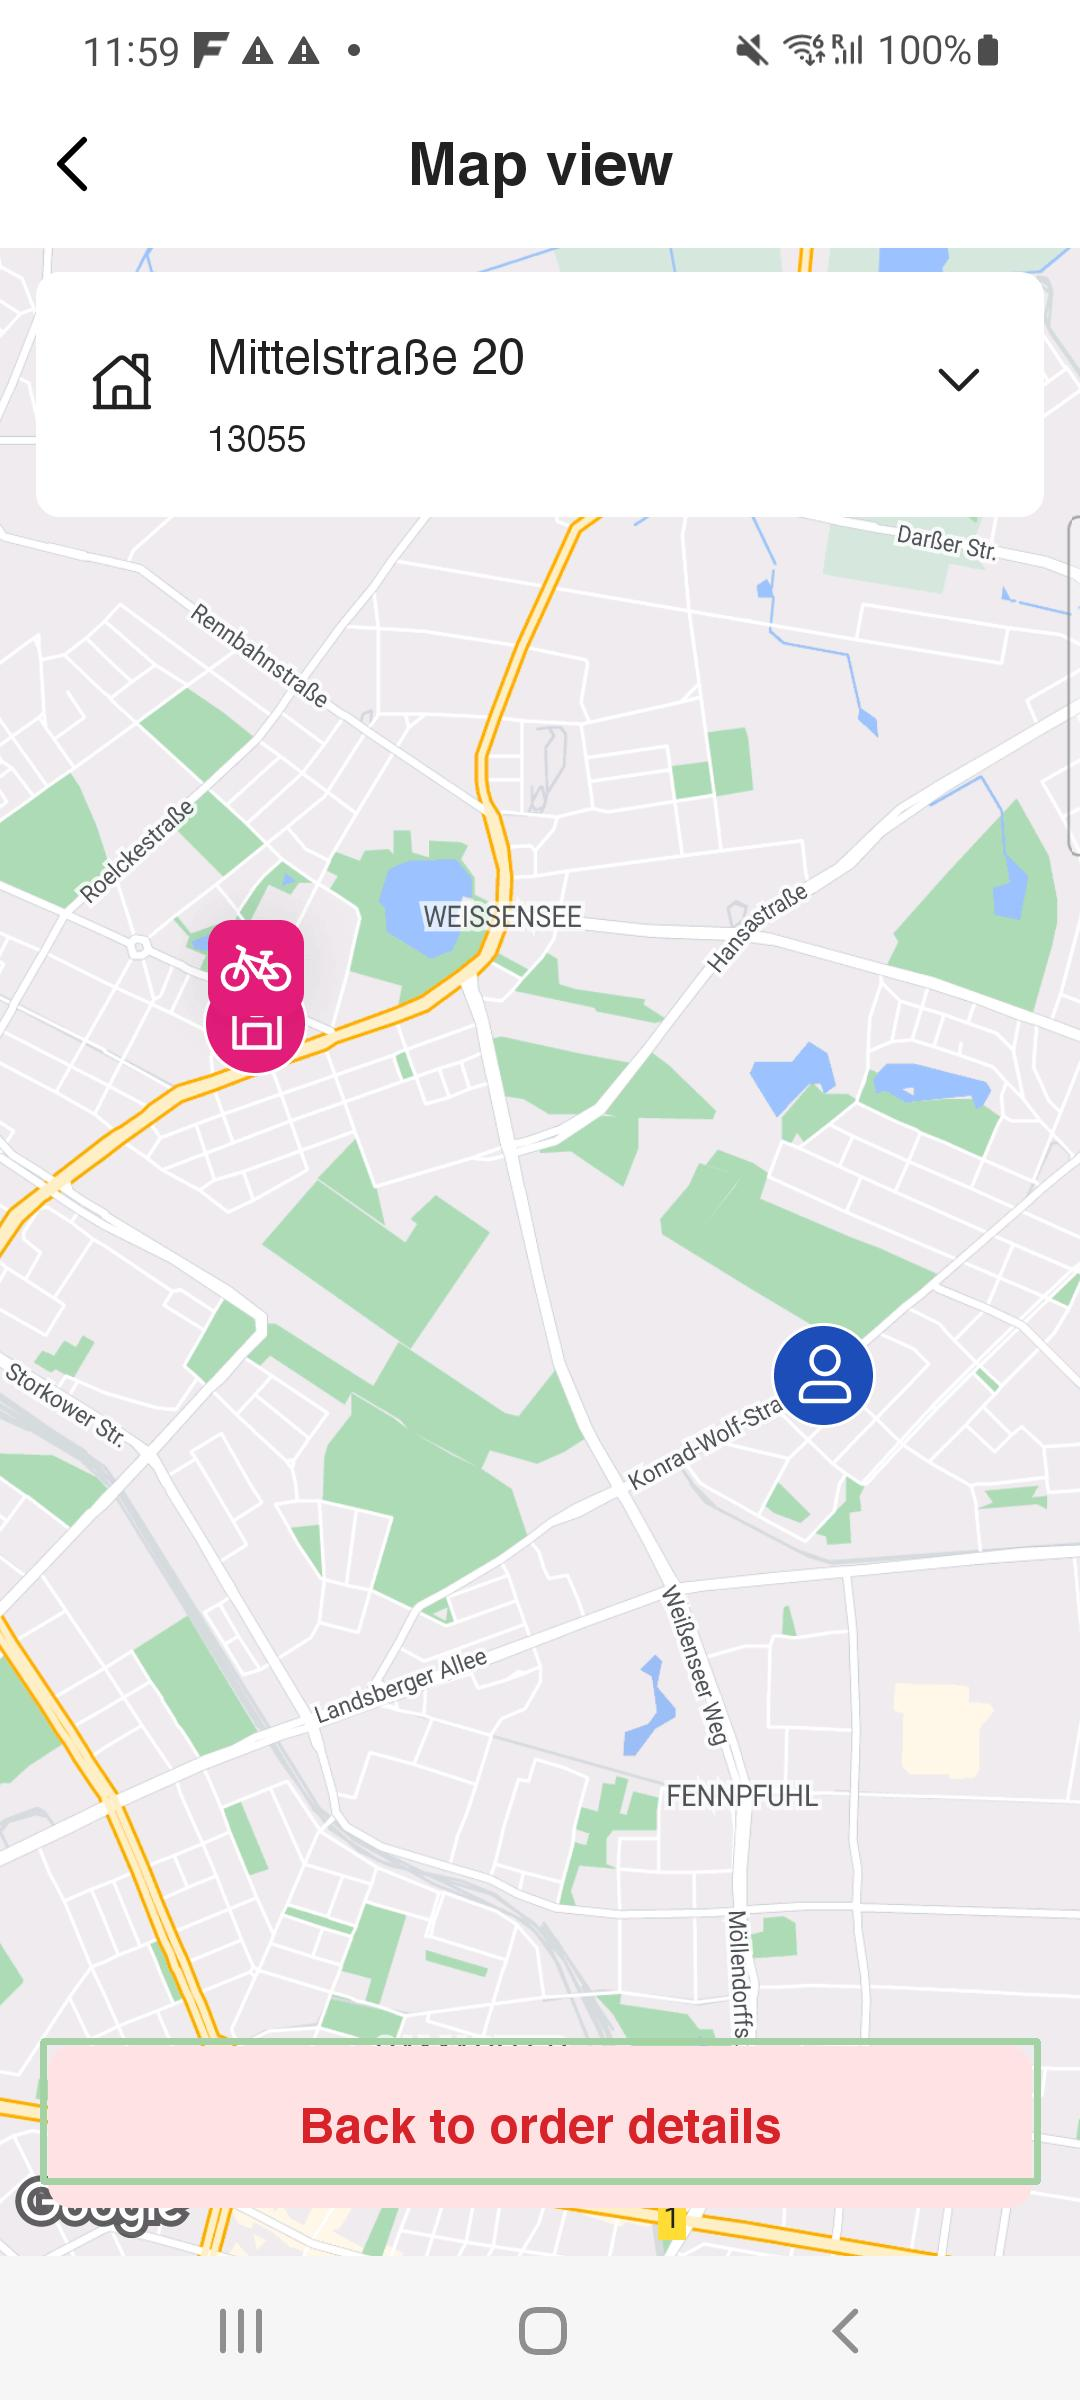 11:59
100%
Map view
Mittelstraße 20
13055
Darßer Str.
Rennbahnstraße
Roelckestraße
WEISSENSEE
Hansastraße
Storkower Str.
Konrad-Wolf-Stra
Weißenseer Weg
Landsberger Allee
FENNPFUHL
Möllendorffs
Back to order details
Google
1